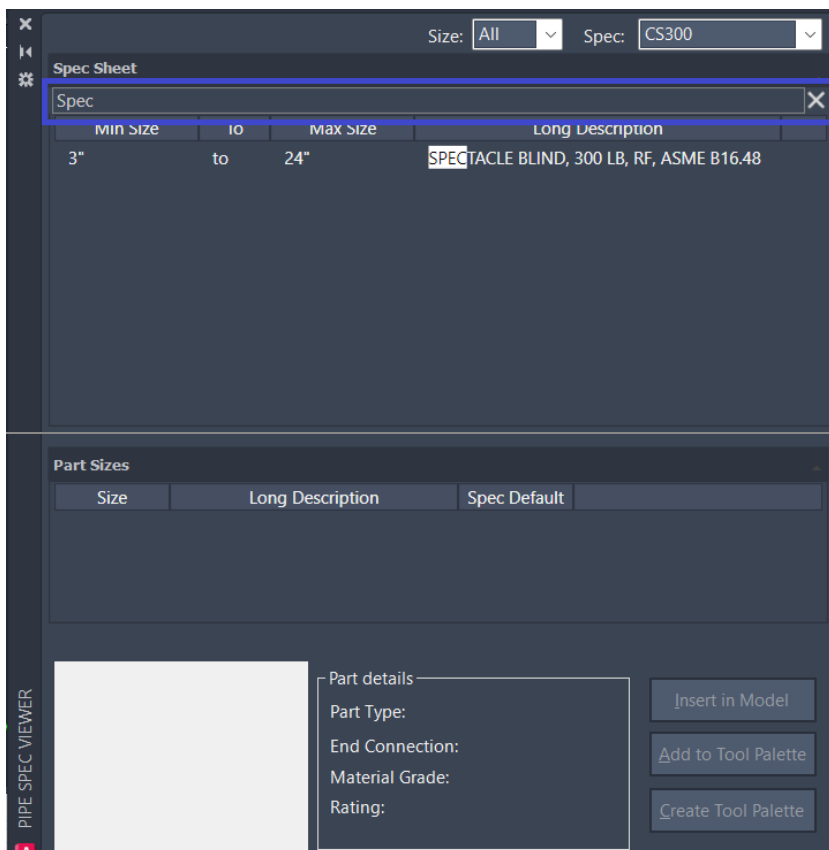 Size: All Spec: CS300
Spec Sheet
Spec
Min Size To Max Size Long Description
3" to 24" SPECTACLE BLIND, 300 LB, RF, ASME B16.48
Part Sizes
Size Long Description Spec Default
Part details
Part Type:
End Connection:
Material Grade:
Rating:
Insert in Model
Add to Tool Palette
Create Tool Palette
PIPE SPEC VIEWER